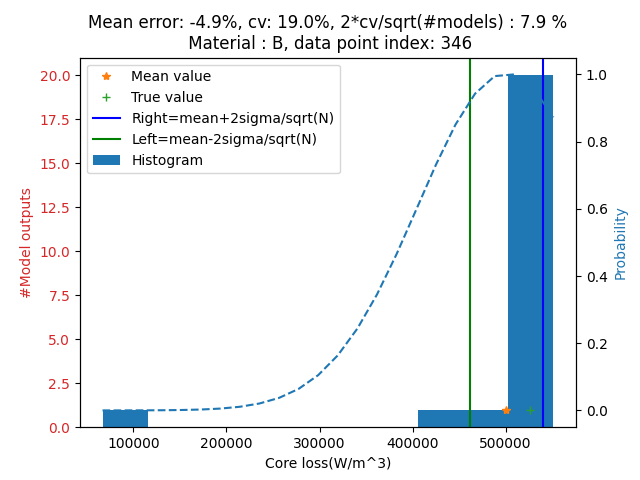 Mean error: -4.9%, cv: 19.0%, 2*cv/sqrt(#models) : 7.9 %
Material : B, data point index: 346
Mean value
True value
Right=mean+2sigma/sqrt(N)
Left=mean-2sigma/sqrt(N)
Histogram
#Model outputs
20.0
17.5
15.0
12.5
10.0
7.5
5.0
2.5
0.0
1.0
0.8
0.6
0.4
0.2
0.0
Probability
100000 200000 300000 400000 500000
Core loss(W/m^3)